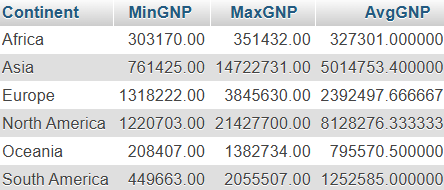 Continent MinGNP MaxGNP AvgGNP
Africa 303170.00 351432.00 327301.000000
Asia 761425.00 14722731.00 5014753.400000
Europe 1318222.00 3845630.00 2392497.666667
North America 1220703.00 21427700.00 8128276.333333
Oceania 208407.00 1382734.00 795570.500000
South America 449663.00 2055507.00 1252585.000000